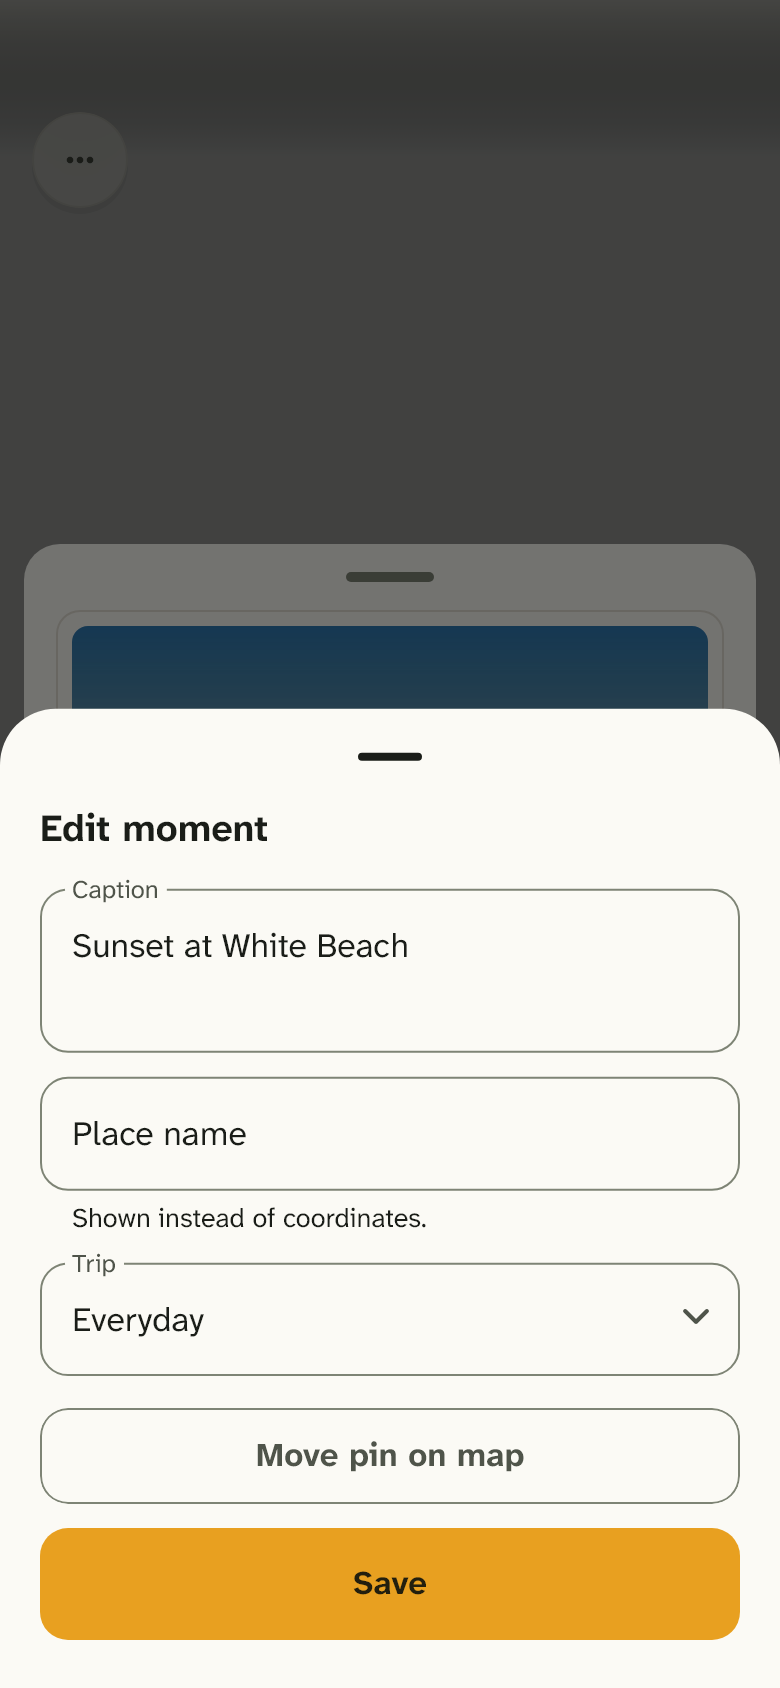 Edit moment
Caption
Sunset at White Beach
Place name
Shown instead of coordinates.
Trip
Everyday
Move pin on map
Save